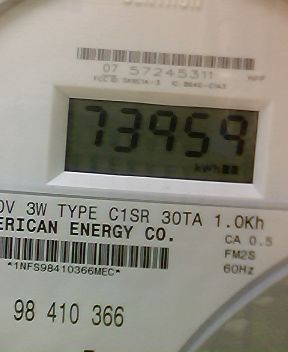 CENTRON
07 57245311
73959
kWh
0V 3W TYPE C1SR 30TA 1.0Kh
ERICAN ENERGY CO.
CA 0.5
FM2S
60Hz
*1NFS98410366MEC*
98 410 366